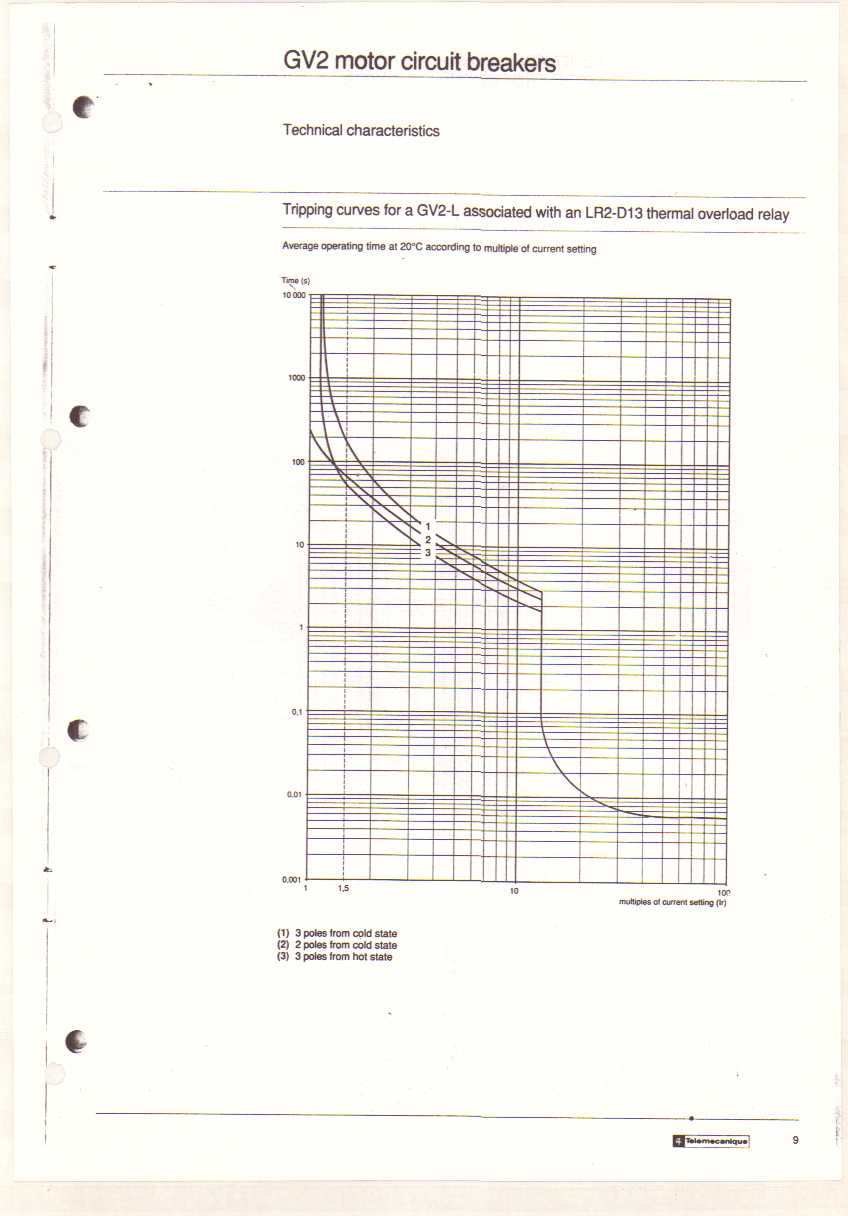 GV2 motor circuit breakers
Technical characteristics
Tripping curves for a GV2-L associated with an LR2-D13 thermal overload relay
Average operating time at 20°C according to multiple of current setting
Time (s)
10 000
1000
100
10
1
0,1
0,01
0,001
1
2
3
1 1,5 10 100
multiples of current setting (Ir)
(1) 3 poles from cold state
(2) 2 poles from cold state
(3) 3 poles from hot state
Telemecanique 9